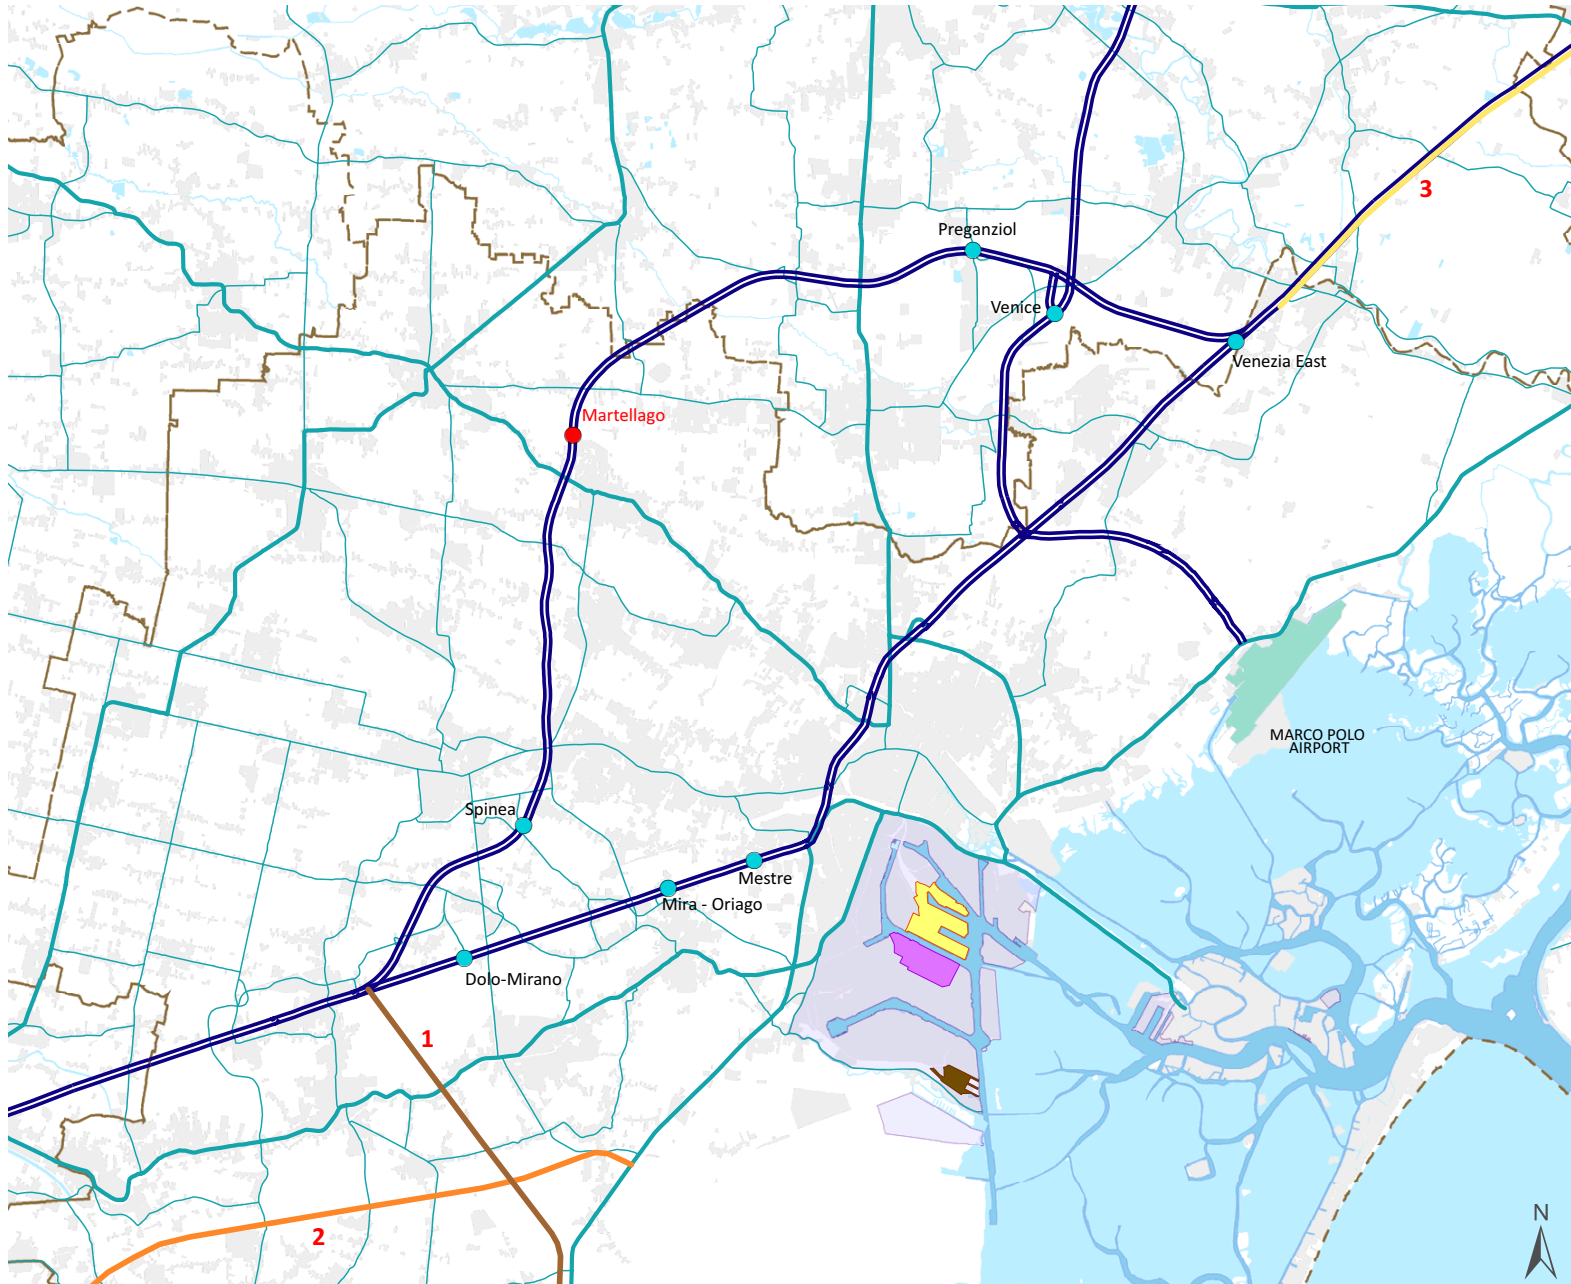 3
Preganziol
Venice
Venezia East
Martellago
MARCO POLO
AIRPORT
Spinea
Mestre
Mira - Oriago
Dolo-Mirano
1
2
N